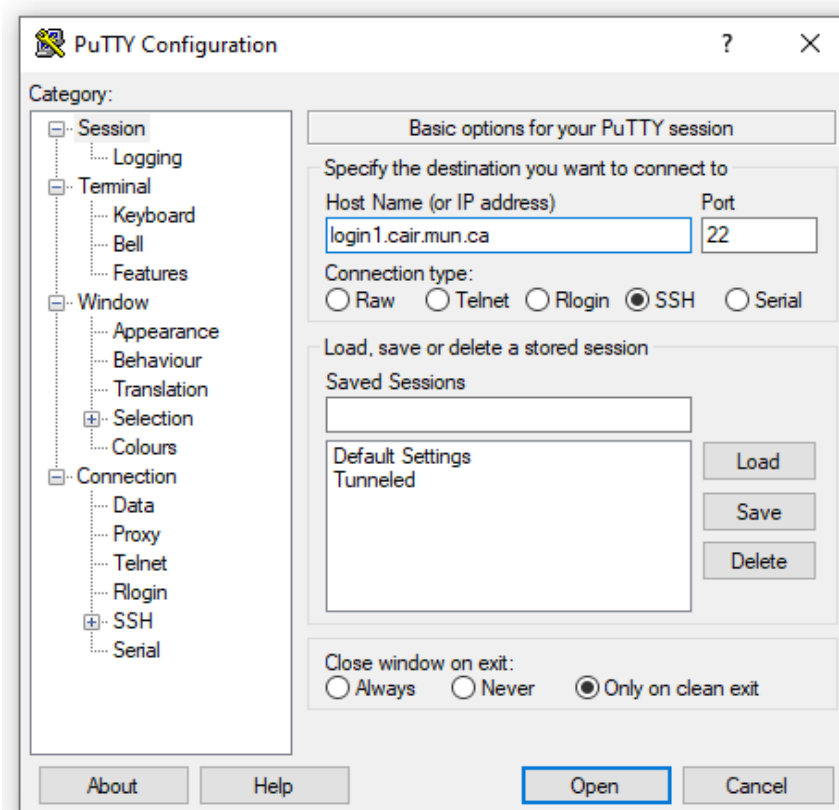 PuTTY Configuration
?
Category:
Session
Logging
Terminal
Keyboard
Bell
Features
Window
Appearance
Behaviour
Translation
Selection
Colours
Connection
Data
Proxy
Telnet
Rlogin
SSH
Serial
Basic options for your PuTTY session
Specify the destination you want to connect to
Host Name (or IP address) Port
login1.cair.mun.ca 22
Connection type:
Raw Telnet Rlogin SSH Serial
Load, save or delete a stored session
Saved Sessions
Default Settings
Tunneled
Load
Save
Delete
Close window on exit:
Always Never Only on clean exit
About Help Open Cancel